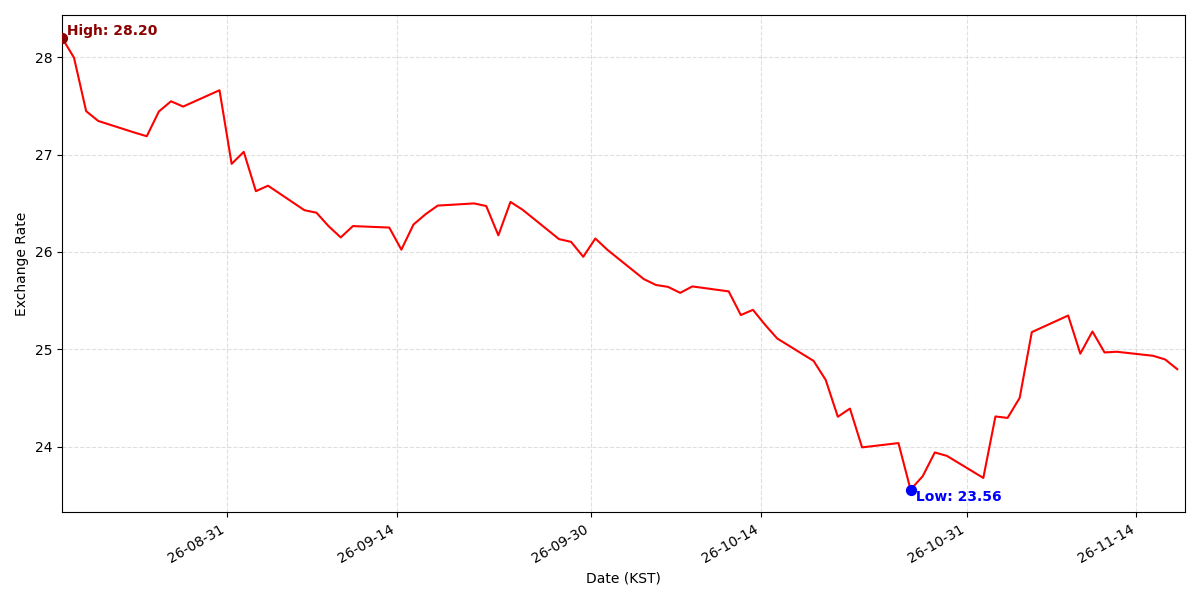 High: 28.20
28
27
26
25
24
Exchange Rate
Low: 23.56
26-08-31
26-09-14
26-09-30
26-10-14
26-10-31
26-11-14
Date (KST)